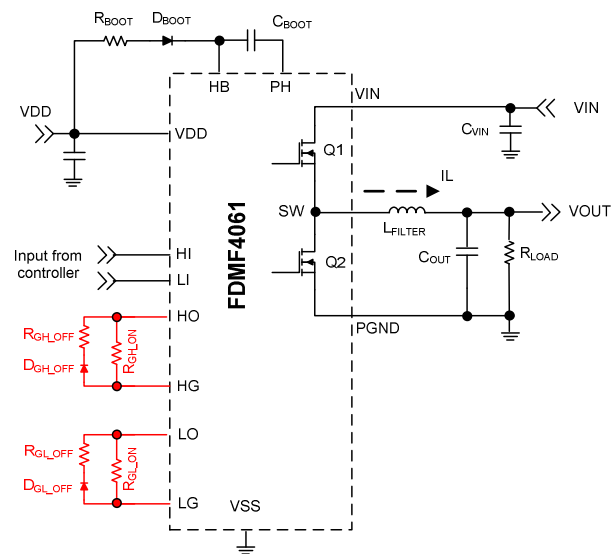 RBOOT
DBOOT
CBOOT
HB
PH
VDD
VDD
VIN
VIN
CVIN
Q1
IL
SW
LFILTER
VOUT
FDMF4061
Input from
controller
HI
LI
Q2
COUT
RLOAD
PGND
HO
RGH_OFF
RGH_ON
DGH_OFF
HG
LO
RGL_OFF
RGL_ON
DGL_OFF
LG
VSS